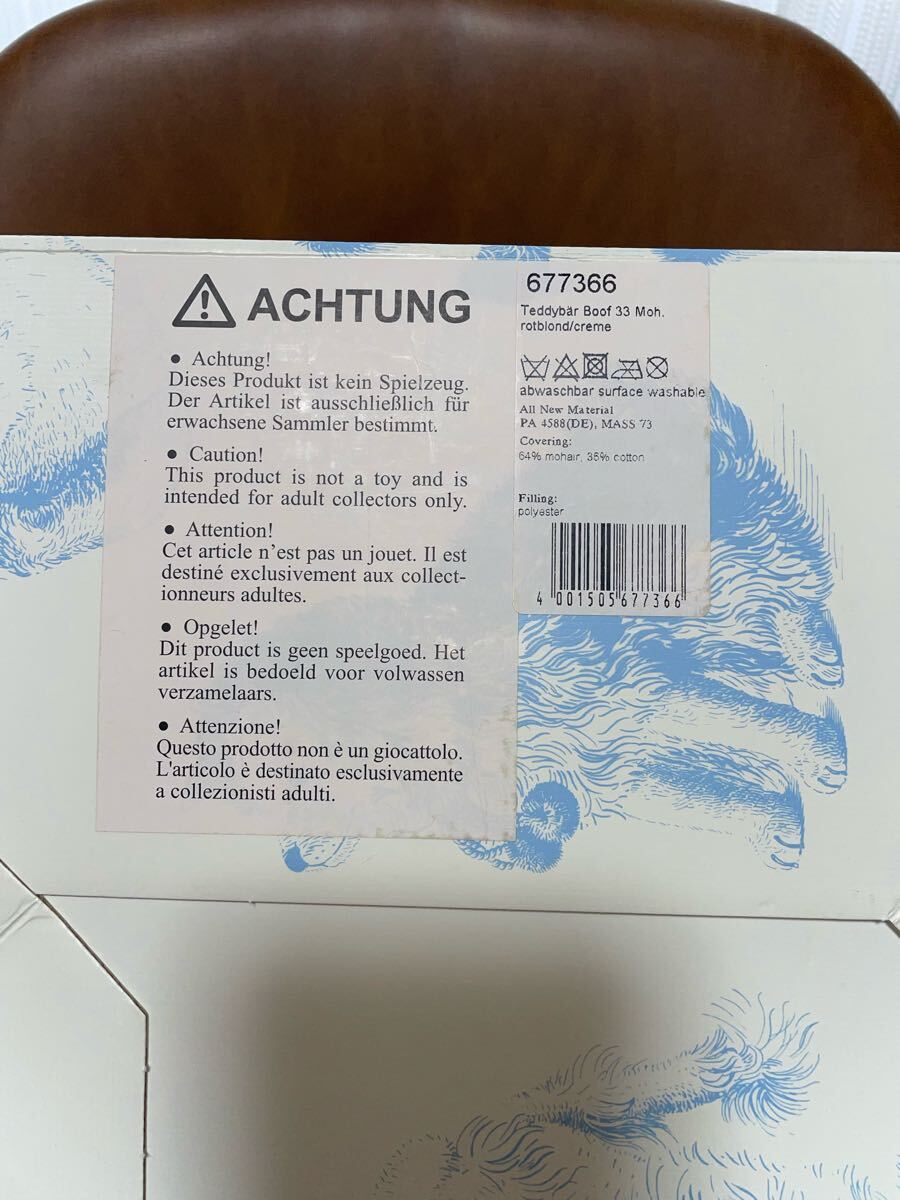 ACHTUNG
● Achtung!
Dieses Produkt ist kein Spielzeug.
Der Artikel ist ausschließlich für
erwachsene Sammler bestimmt.
● Caution!
This product is not a toy and is
intended for adult collectors only.
● Attention!
Cet article n'est pas un jouet. Il est
destiné exclusivement aux collect-
ionneurs adultes.
● Opgelet!
Dit product is geen speelgoed. Het
artikel is bedoeld voor volwassen
verzamelaars.
● Attenzione!
Questo prodotto non è un giocattolo.
L'articolo è destinato esclusivamente
a collezionisti adulti.
677366
Teddybär Boof 33 Moh.
rotblond/creme
abwaschbar surface washable
All New Material
PA 4588(DE), MASS 73
Covering:
64% mohair, 36% cotton
Filling:
polyester
4 001505 677366